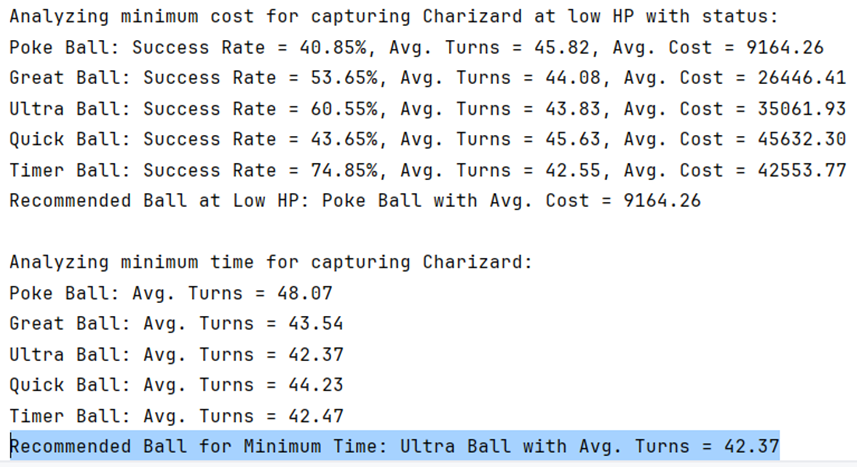 Analyzing minimum cost for capturing Charizard at low HP with status:
Poke Ball: Success Rate = 40.85%, Avg. Turns = 45.82, Avg. Cost = 9164.26
Great Ball: Success Rate = 53.65%, Avg. Turns = 44.08, Avg. Cost = 26446.41
Ultra Ball: Success Rate = 60.55%, Avg. Turns = 43.83, Avg. Cost = 35061.93
Quick Ball: Success Rate = 43.65%, Avg. Turns = 45.63, Avg. Cost = 45632.30
Timer Ball: Success Rate = 74.85%, Avg. Turns = 42.55, Avg. Cost = 42553.77
Recommended Ball at Low HP: Poke Ball with Avg. Cost = 9164.26
Analyzing minimum time for capturing Charizard:
Poke Ball: Avg. Turns = 48.07
Great Ball: Avg. Turns = 43.54
Ultra Ball: Avg. Turns = 42.37
Quick Ball: Avg. Turns = 44.23
Timer Ball: Avg. Turns = 42.47
Recommended Ball for Minimum Time: Ultra Ball with Avg. Turns = 42.37